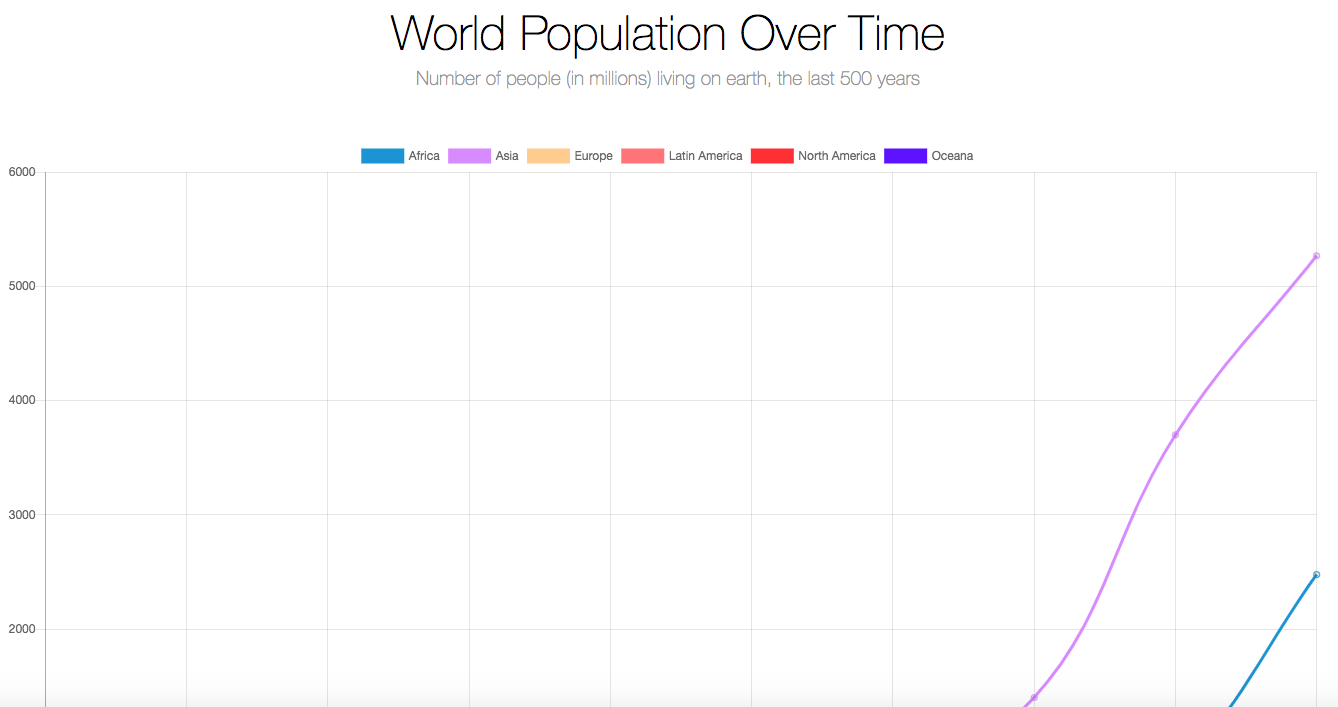 World Population Over Time
Number of people (in millions) living on earth, the last 500 years
Africa Asia Europe Latin America North America Oceana
6000
5000
4000
3000
2000